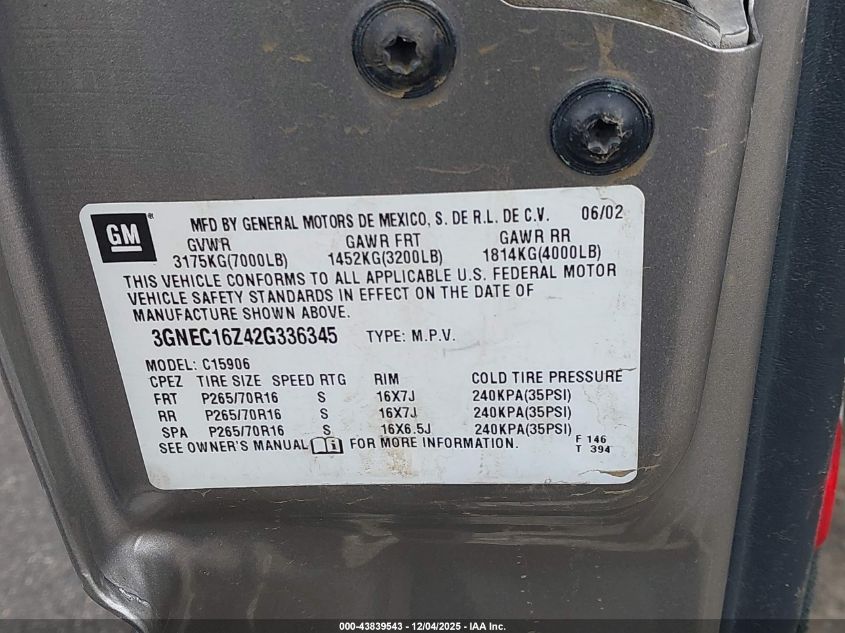 GM ®
MFD BY GENERAL MOTORS DE MEXICO, S. DE R.L. DE C.V. 06/02
GVWR GAWR FRT GAWR RR
3175KG(7000LB) 1452KG(3200LB) 1814KG(4000LB)
THIS VEHICLE CONFORMS TO ALL APPLICABLE U.S. FEDERAL MOTOR
VEHICLE SAFETY STANDARDS IN EFFECT ON THE DATE OF
MANUFACTURE SHOWN ABOVE.
3GNEC16Z42G336345 TYPE: M.P.V.
MODEL: C15906
CPEZ TIRE SIZE SPEED RTG RIM COLD TIRE PRESSURE
FRT P265/70R16 S 16X7J 240KPA(35PSI)
RR P265/70R16 S 16X7J 240KPA(35PSI)
SPA P265/70R16 S 16X6.5J 240KPA(35PSI)
SEE OWNER'S MANUAL i FOR MORE INFORMATION. F 146
T 394
000-43839543 - 12/04/2025 - IAA Inc.